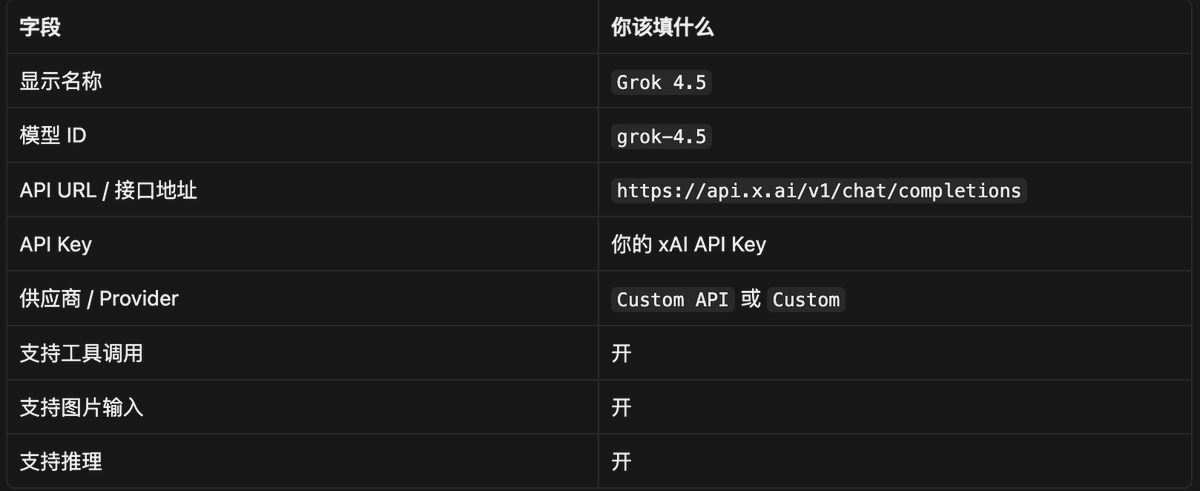 字段 你该填什么
显示名称 Grok 4.5
模型 ID grok-4.5
API URL / 接口地址 https://api.x.ai/v1/chat/completions
API Key 你的 xAI API Key
供应商 / Provider Custom API 或 Custom
支持工具调用 开
支持图片输入 开
支持推理 开